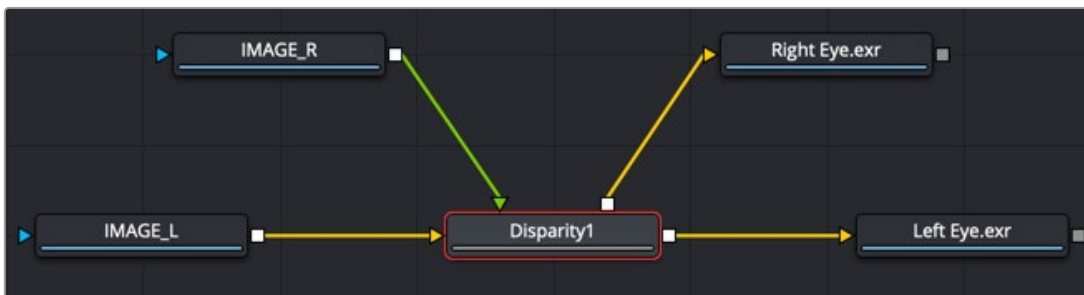 IMAGE_R
Right Eye.exr
IMAGE_L
Disparity1
Left Eye.exr